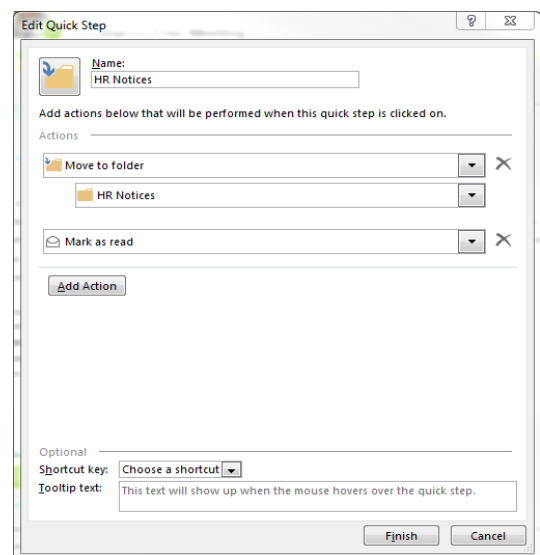 Edit Quick Step
Name:
HR Notices
Add actions below that will be performed when this quick step is clicked on.
Actions
Move to folder
HR Notices
Mark as read
Add Action
Optional
Shortcut key: Choose a shortcut
Tooltip text: This text will show up when the mouse hovers over the quick step.
Finish Cancel